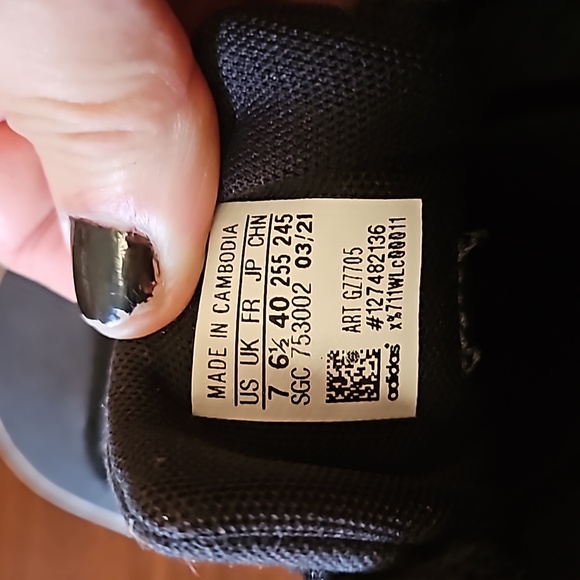 MADE IN CAMBODIA
US UK FR JP CHN
7 6½ 40 255 245
SGC 753002 03/21
ART GZ7705
#127482136
adidas